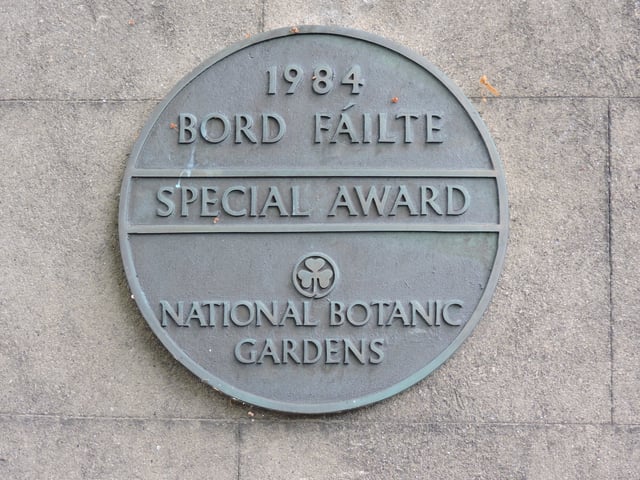 1984
BORD FÁILTE
SPECIAL AWARD
NATIONAL BOTANIC
GARDENS